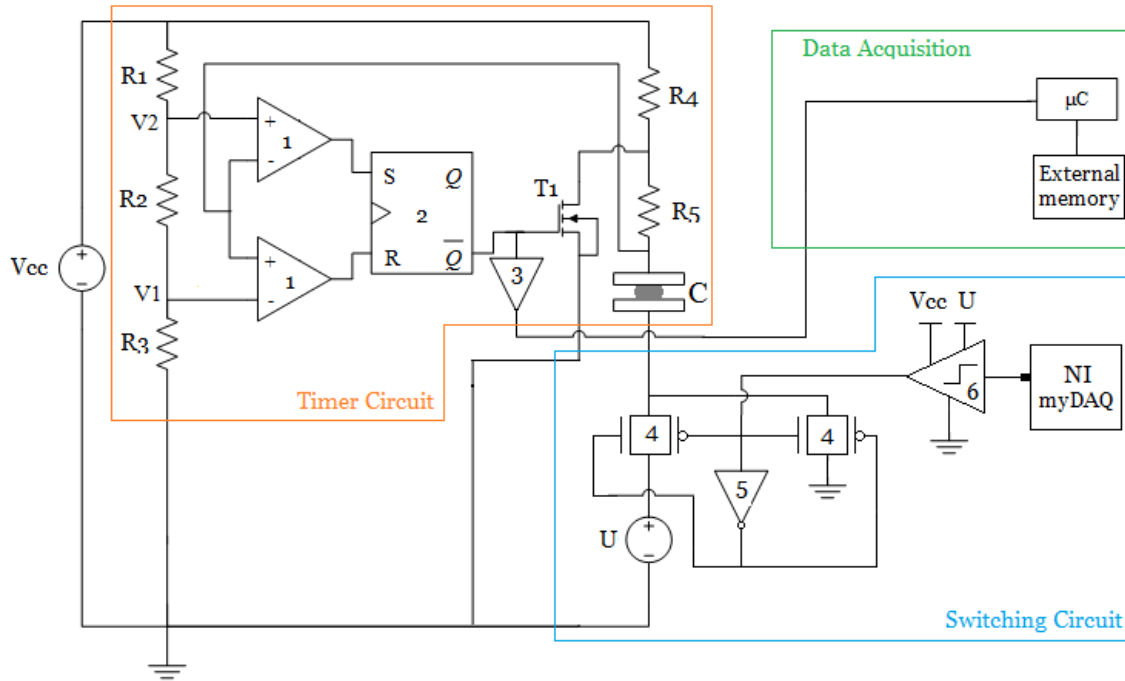 Data Acquisition
R1
R4
μC
V2
+
1
-
S
Q
T1
External
memory
R2
2
R5
R
Q̅
Vcc
+
-
+
1
-
3
C
V1
Vcc
U
R3
NI
myDAQ
6
Timer Circuit
4
4
5
U
+
-
Switching Circuit